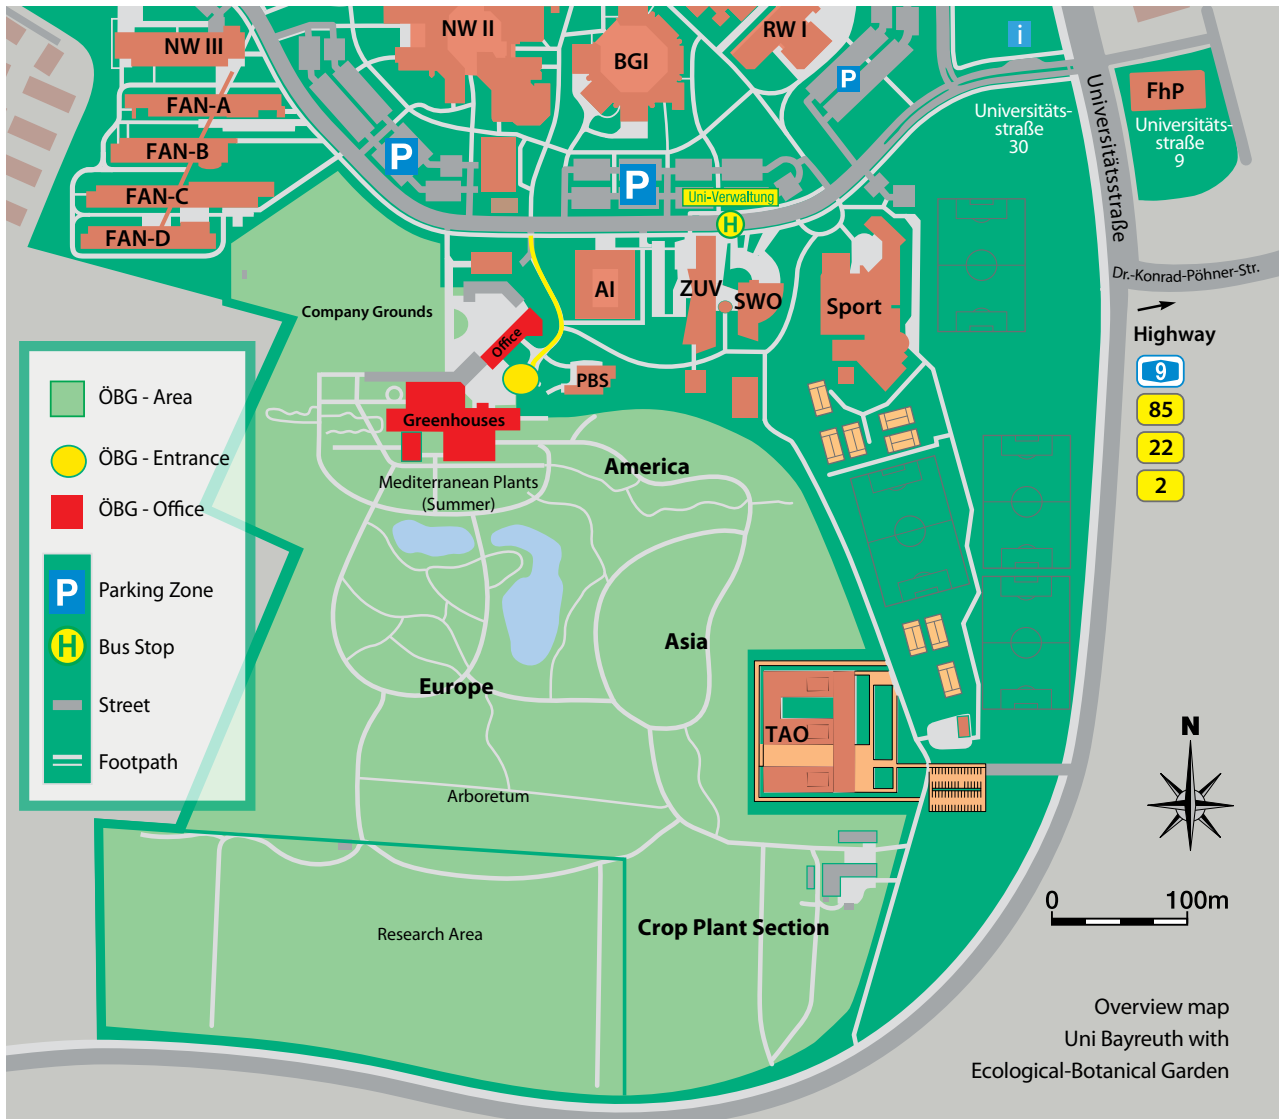 NW II
RW I
NW III
BGI
i
FAN-A
P
FhP
FAN-B
P
Universitäts-
straße
30
Universitäts-
straße
9
Universitätsstraße
FAN-C
P
Uni-Verwaltung
H
FAN-D
Dr.-Konrad-Pöhner-Str.
AI
ZUV
SWO
Sport
Company Grounds
Office
Highway
9
85
22
2
PBS
Greenhouses
ÖBG - Area
ÖBG - Entrance
ÖBG - Office
P
Parking Zone
H
Bus Stop
Street
Footpath
America
Mediterranean Plants
(Summer)
Asia
Europe
TAO
Arboretum
N
Research Area
Crop Plant Section
0
100m
Overview map
Uni Bayreuth with
Ecological-Botanical Garden